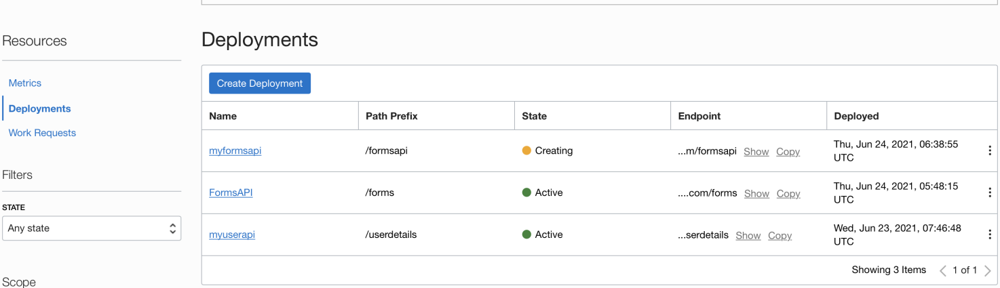 Resources
Metrics
Deployments
Work Requests
Filters
STATE
Any state
Scope
Deployments
Create Deployment
Name Path Prefix State Endpoint Deployed
myformsapi /formsapi Creating ...m/formsapi Show Copy Thu, Jun 24, 2021, 06:38:55
UTC
FormsAPI /forms Active ....com/forms Show Copy Thu, Jun 24, 2021, 05:48:15
UTC
myuserapi /userdetails Active ...serdetails Show Copy Wed, Jun 23, 2021, 07:46:48
UTC
Showing 3 Items 1 of 1